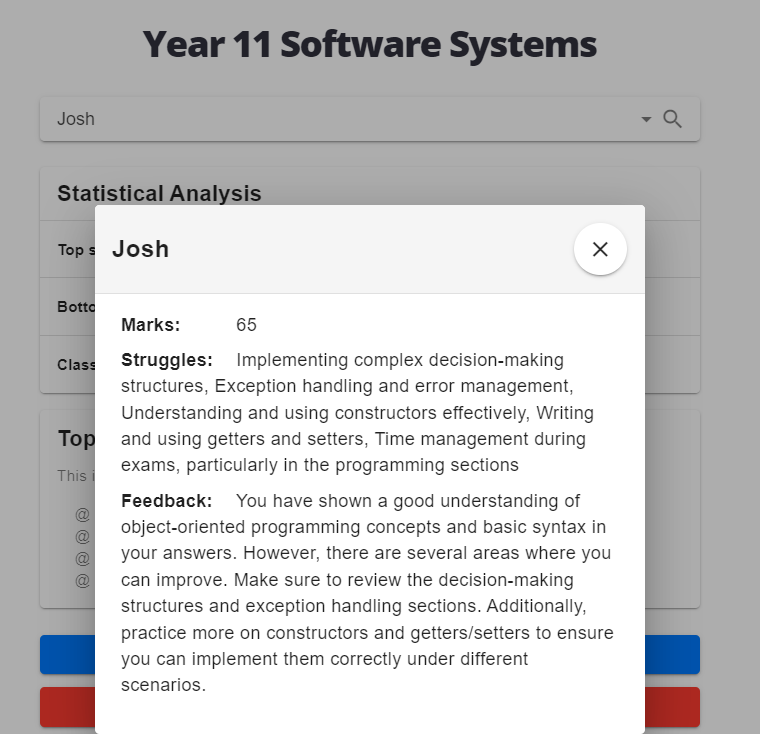 Year 11 Software Systems
Josh
Statistical Analysis
Top s
Botto
Class
Top
This i
@
@
@
@
Josh
Marks: 65
Struggles: Implementing complex decision-making
structures, Exception handling and error management,
Understanding and using constructors effectively, Writing
and using getters and setters, Time management during
exams, particularly in the programming sections
Feedback: You have shown a good understanding of
object-oriented programming concepts and basic syntax in
your answers. However, there are several areas where you
can improve. Make sure to review the decision-making
structures and exception handling sections. Additionally,
practice more on constructors and getters/setters to ensure
you can implement them correctly under different
scenarios.